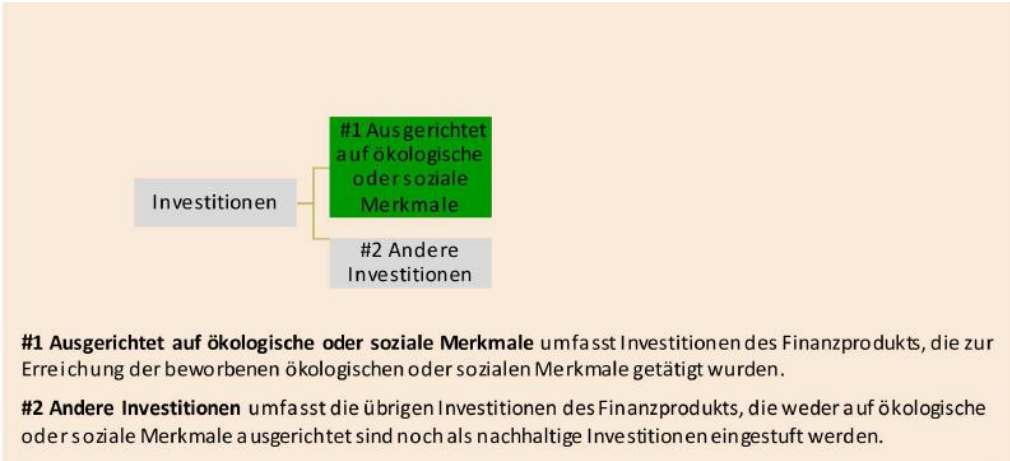 #1 Ausgerichtet
auf ökologische
oder soziale
Merkmale
Investitionen
#2 Andere
Investitionen
#1 Ausgerichtet auf ökologische oder soziale Merkmale umfasst Investitionen des Finanzprodukts, die zur
Erreichung der beworbenen ökologischen oder sozialen Merkmale getätigt wurden.
#2 Andere Investitionen umfasst die übrigen Investitionen des Finanzprodukts, die weder auf ökologische
oder soziale Merkmale ausgerichtet sind noch als nachhaltige Investitionen eingestuft werden.